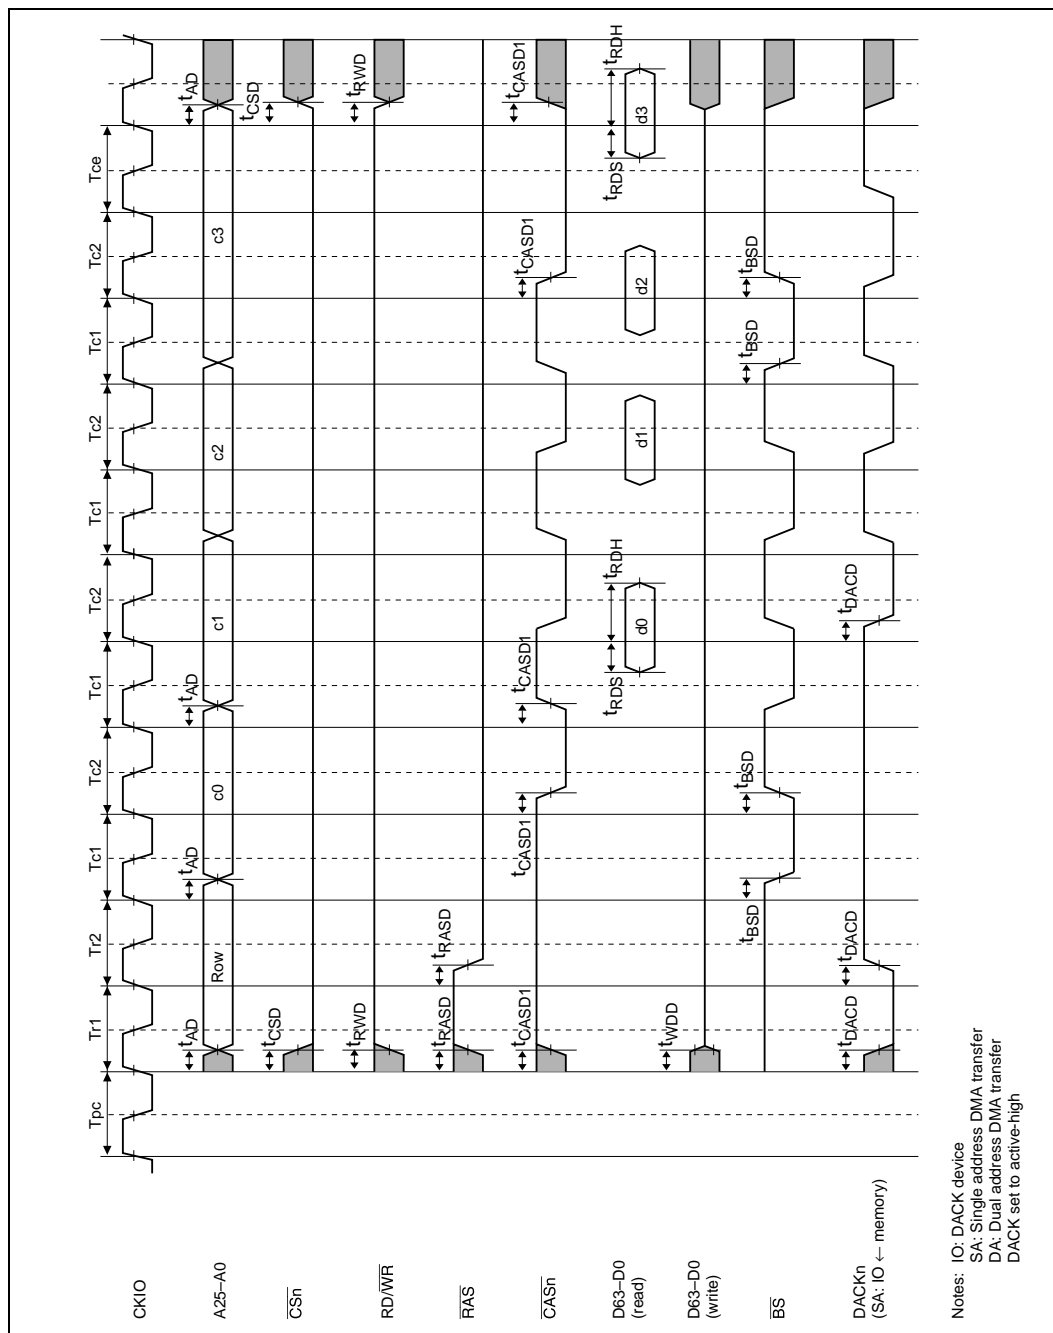 Tpc Tr1 Tr2 Tc1 Tc2 Tc1 Tc2 Tc1 Tc2 Tc1 Tc2 Tce
CKIO
A25–A0
tAD Row tAD c0 tAD c1 c2 c3 tAD
CSn
tCSD tCSD
RD/WR
tRWD tRWD
RAS
tRASD tRASD
CASn
tCASD1 tCASD1 tCASD1 tCASD1 tCASD1
D63–D0
(read)
tRDS d0 tRDH d1 d2 tRDS d3 tRDH
D63–D0
(write)
tWDD
BS
tBSD tBSD tBSD tBSD
DACKn
(SA: IO ← memory)
tDACD tDACD tDACD
Notes: IO: DACK device
SA: Single address DMA transfer
DA: Dual address DMA transfer
DACK set to active-high